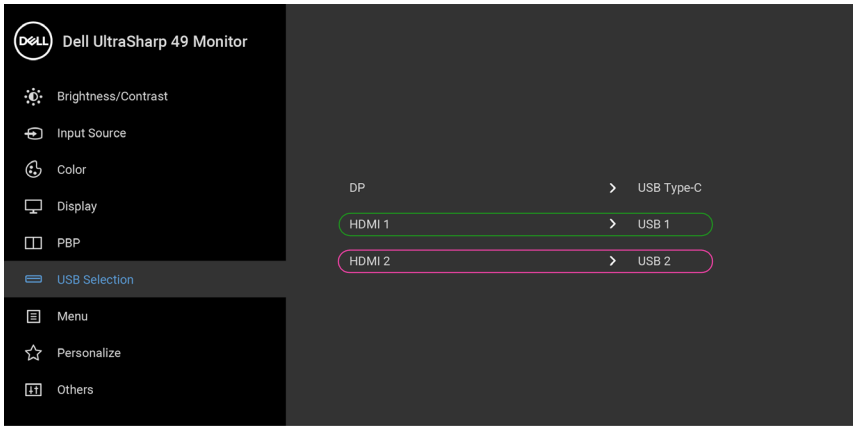 DELL
Dell UltraSharp 49 Monitor
Brightness/Contrast
Input Source
Color
Display
PBP
USB Selection
Menu
Personalize
Others
DP > USB Type-C
HDMI 1 > USB 1
HDMI 2 > USB 2